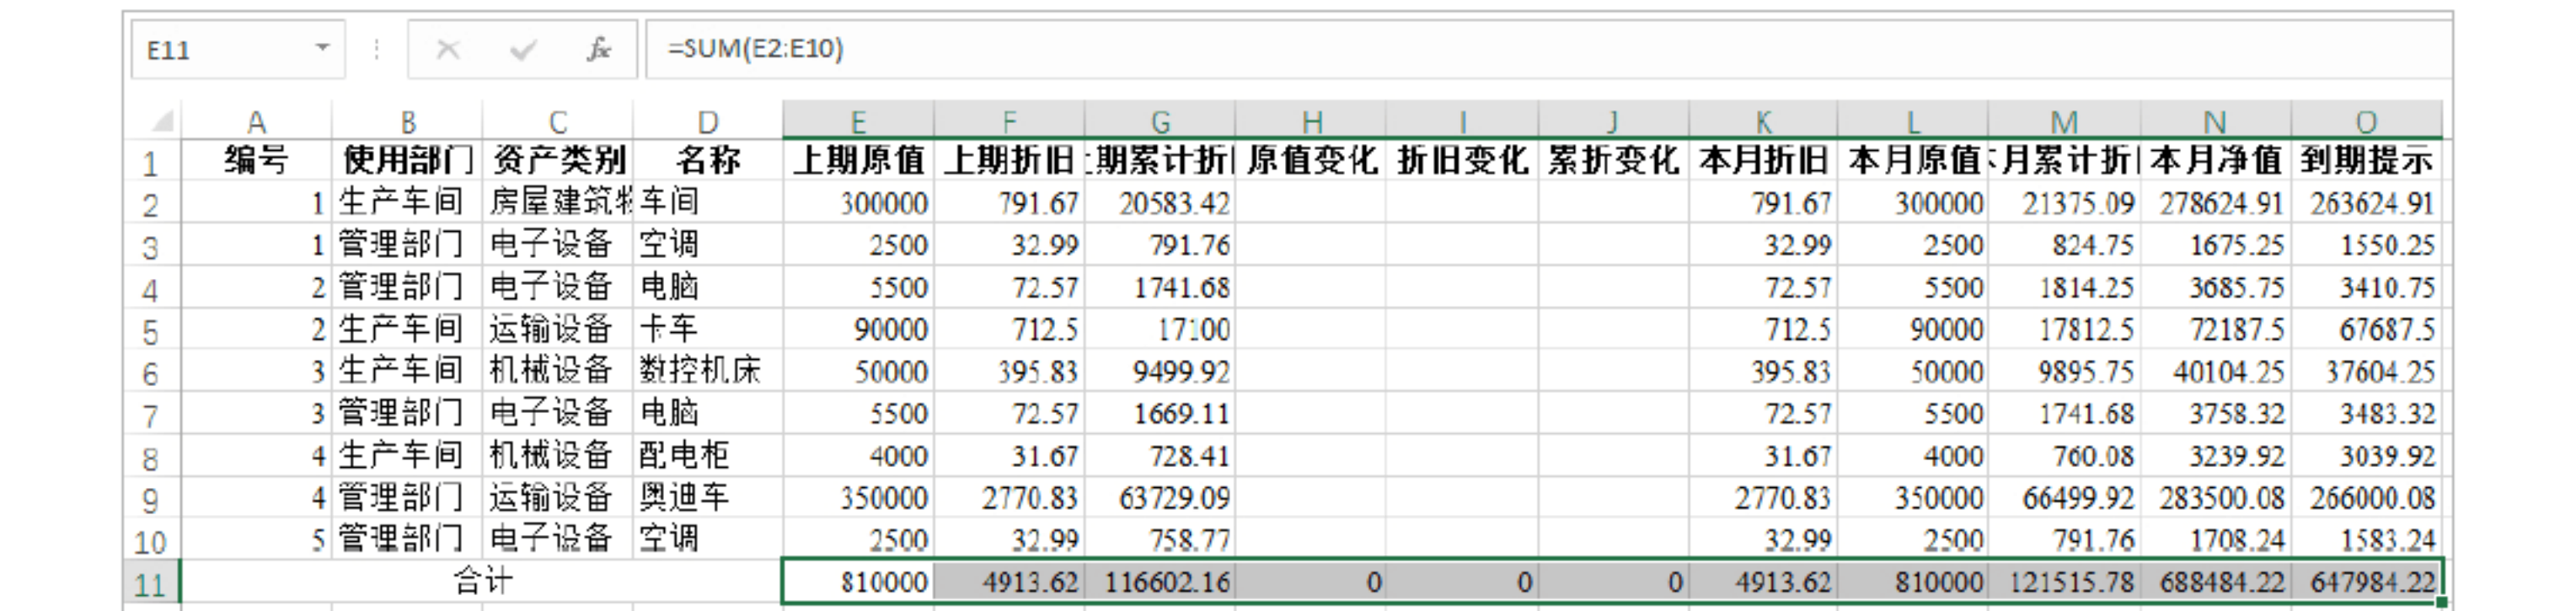 E11 fx =SUM(E2:E10)
A B C D E F G H I J K L M N O
1 编号 使用部门 资产类别 名称 上期原值 上期折旧 期累计折 原值变化 折旧变化 累折变化 本月折旧 本月原值 月累计折 本月净值 到期提示
2 1 生产车间 房屋建筑物 车间 300000 791.67 20583.42 791.67 300000 21375.09 278624.91 263624.91
3 1 管理部门 电子设备 空调 2500 32.99 791.76 32.99 2500 824.75 1675.25 1550.25
4 2 管理部门 电子设备 电脑 5500 72.57 1741.68 72.57 5500 1814.25 3685.75 3410.75
5 2 生产车间 运输设备 卡车 90000 712.5 17100 712.5 90000 17812.5 72187.5 67687.5
6 3 生产车间 机械设备 数控机床 50000 395.83 9499.92 395.83 50000 9895.75 40104.25 37604.25
7 3 管理部门 电子设备 电脑 5500 72.57 1669.11 72.57 5500 1741.68 3758.32 3483.32
8 4 生产车间 机械设备 配电柜 4000 31.67 728.41 31.67 4000 760.08 3239.92 3039.92
9 4 管理部门 运输设备 奥迪车 350000 2770.83 63729.09 2770.83 350000 66499.92 283500.08 266000.08
10 5 管理部门 电子设备 空调 2500 32.99 758.77 32.99 2500 791.76 1708.24 1583.24
11 合计 810000 4913.62 116602.16 0 0 0 4913.62 810000 121515.78 688484.22 647984.22